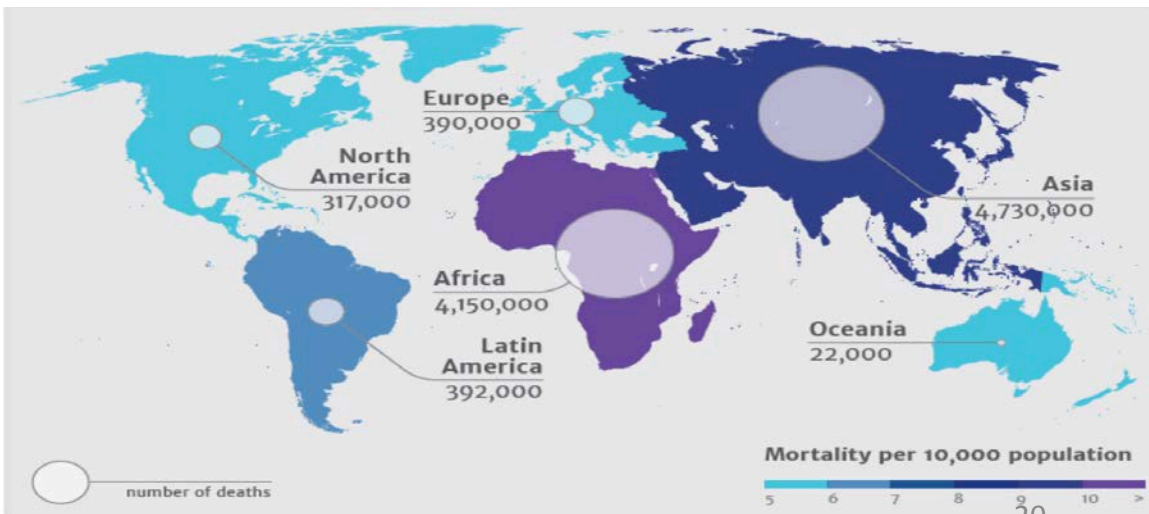 Europe
390,000
North
America
317,000
Asia
4,730,000
Africa
4,150,000
Oceania
22,000
Latin
America
392,000
Mortality per 10,000 population
number of deaths
5 6 7 8 9 10 >
20